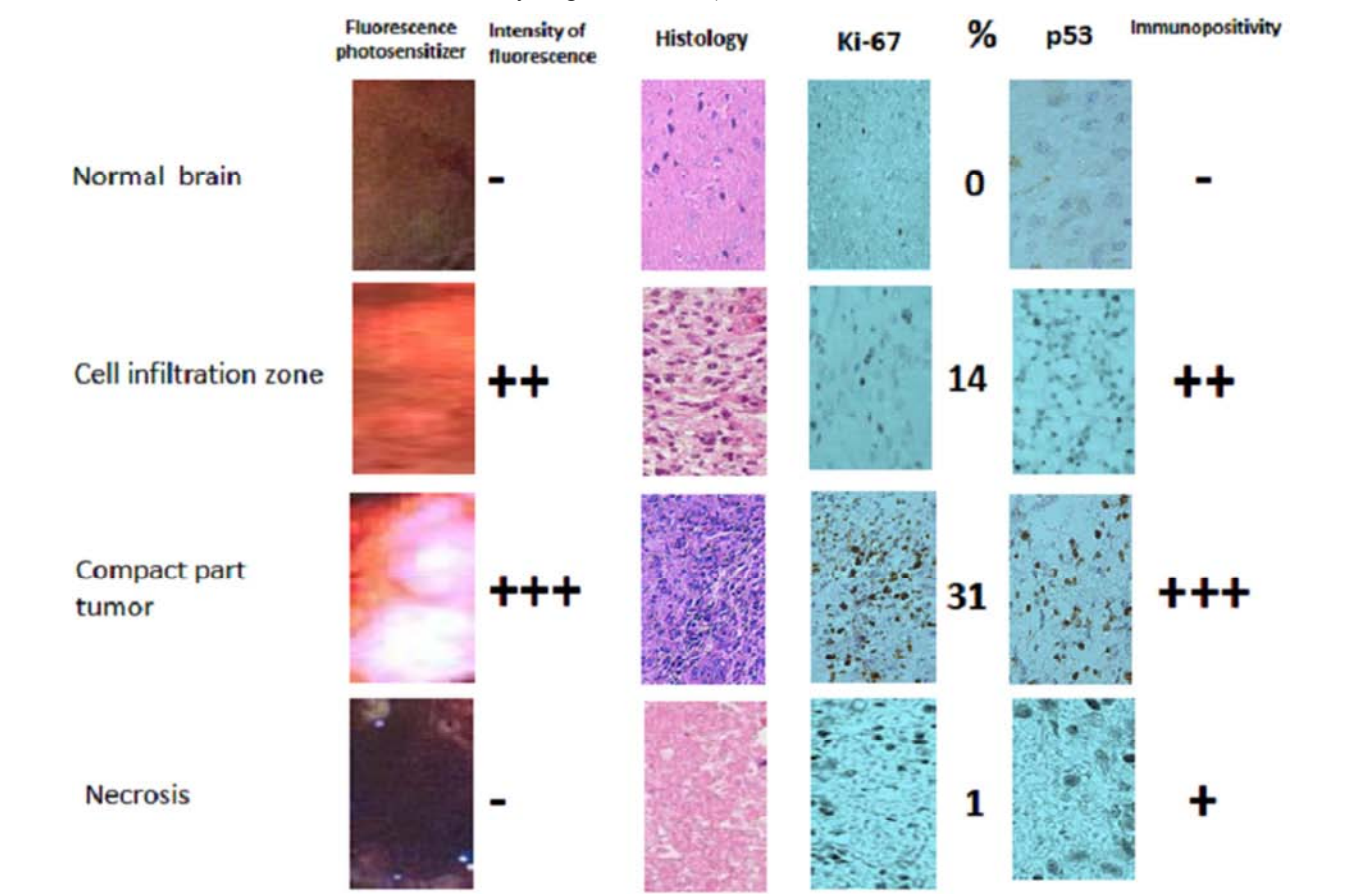 Fluorescence photosensitizer
Intensity of fluorescence
Histology
Ki-67
%
p53
Immunopositivity
Normal brain
-
0
-
Cell infiltration zone
++
14
++
Compact part tumor
+++
31
+++
Necrosis
-
1
+